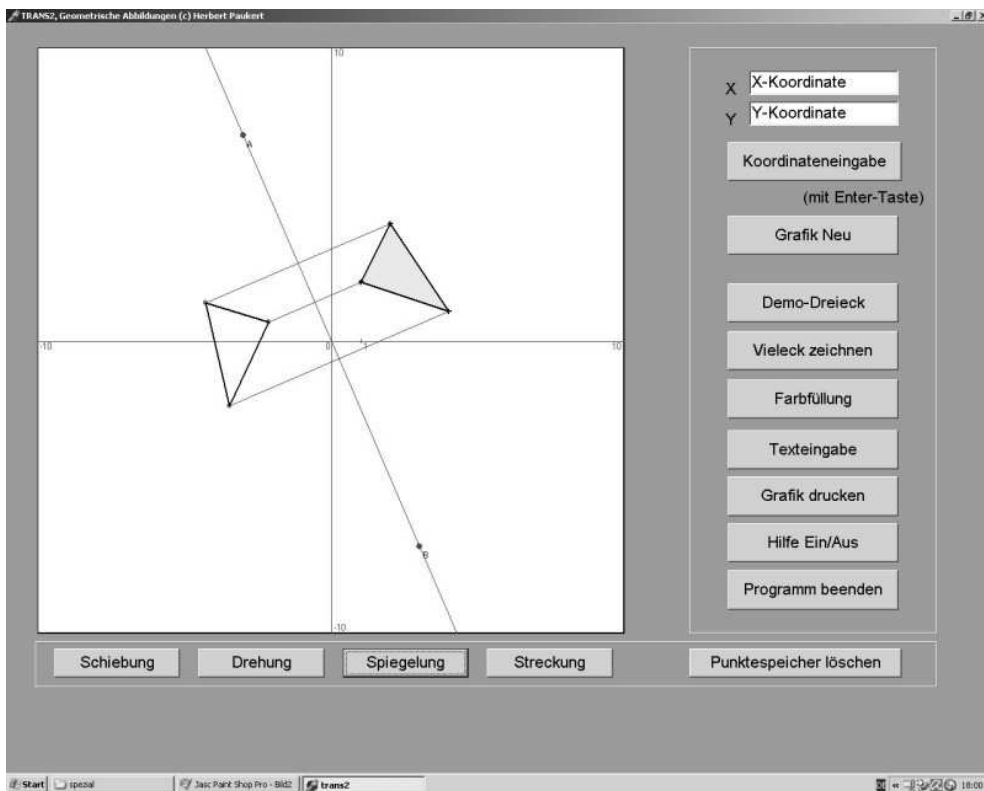 TRANS2, Geometrische Abbildungen (c) Herbert Paukert
10
A
-10
0
1
10
B
-10
X
X-Koordinate
Y
Y-Koordinate
Koordinateneingabe
(mit Enter-Taste)
Grafik Neu
Demo-Dreieck
Vieleck zeichnen
Farbfüllung
Texteingabe
Grafik drucken
Hilfe Ein/Aus
Programm beenden
Schiebung
Drehung
Spiegelung
Streckung
Punktespeicher löschen
Start
spezial
Jasc Paint Shop Pro - Bild2
trans2
18:00